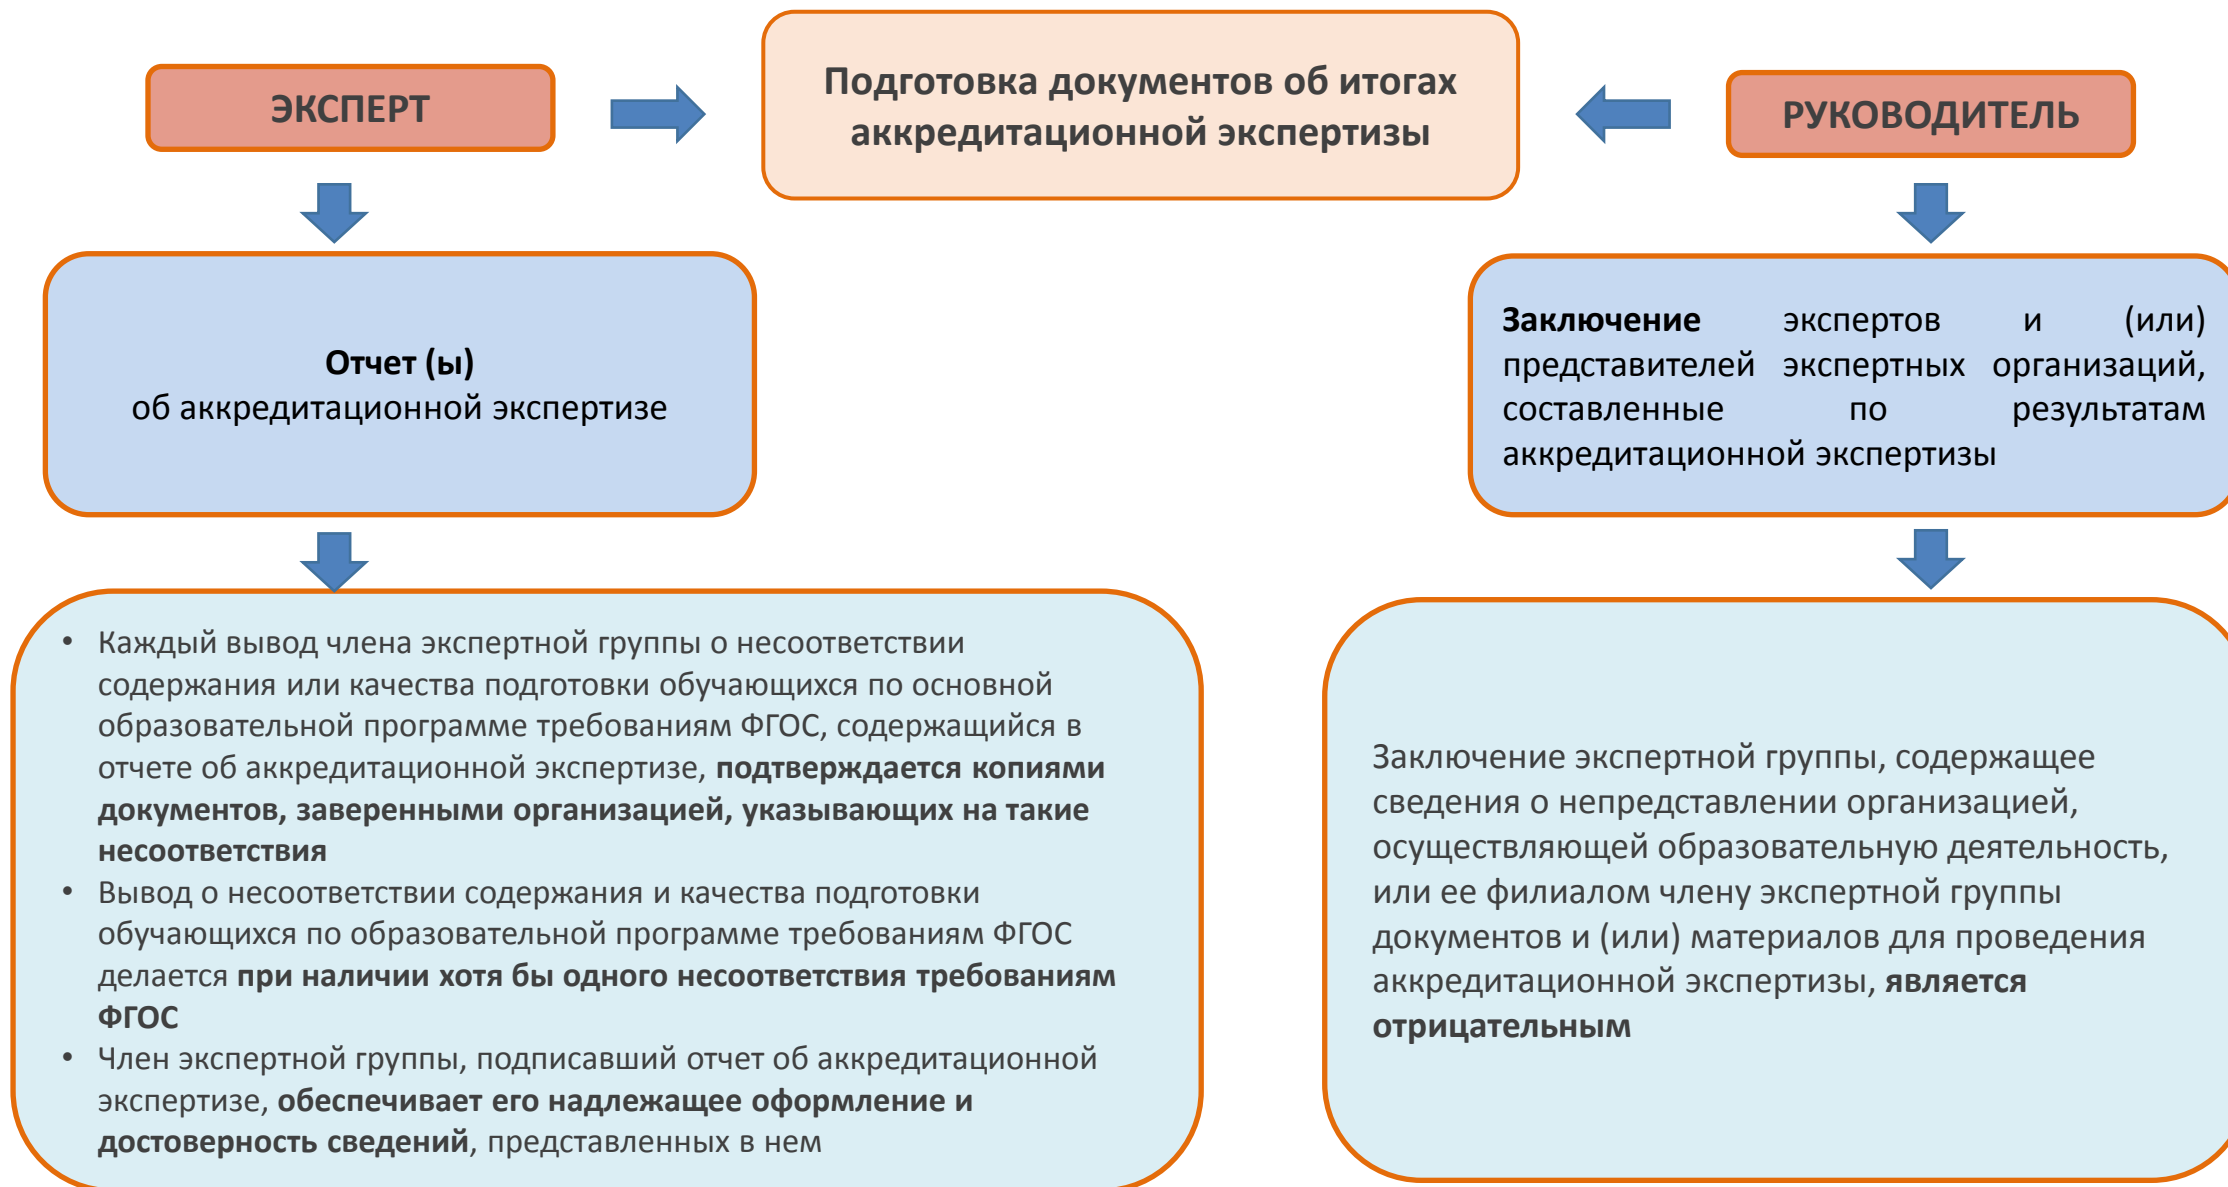 ЭКСПЕРТ
Подготовка документов об итогах
аккредитационной экспертизы
РУКОВОДИТЕЛЬ
Отчет (ы)
об аккредитационной экспертизе
Заключение экспертов и (или)
представителей экспертных организаций,
составленные по результатам
аккредитационной экспертизы
• Каждый вывод члена экспертной группы о несоответствии
содержания или качества подготовки обучающихся по основной
образовательной программе требованиям ФГОС, содержащийся в
отчете об аккредитационной экспертизе, подтверждается копиями
документов, заверенными организацией, указывающих на такие
несоответствия
• Вывод о несоответствии содержания и качества подготовки
обучающихся по образовательной программе требованиям ФГОС
делается при наличии хотя бы одного несоответствия требованиям
ФГОС
• Член экспертной группы, подписавший отчет об аккредитационной
экспертизе, обеспечивает его надлежащее оформление и
достоверность сведений, представленных в нем
Заключение экспертной группы, содержащее
сведения о непредставлении организацией,
осуществляющей образовательную деятельность,
или ее филиалом члену экспертной группы
документов и (или) материалов для проведения
аккредитационной экспертизы, является
отрицательным